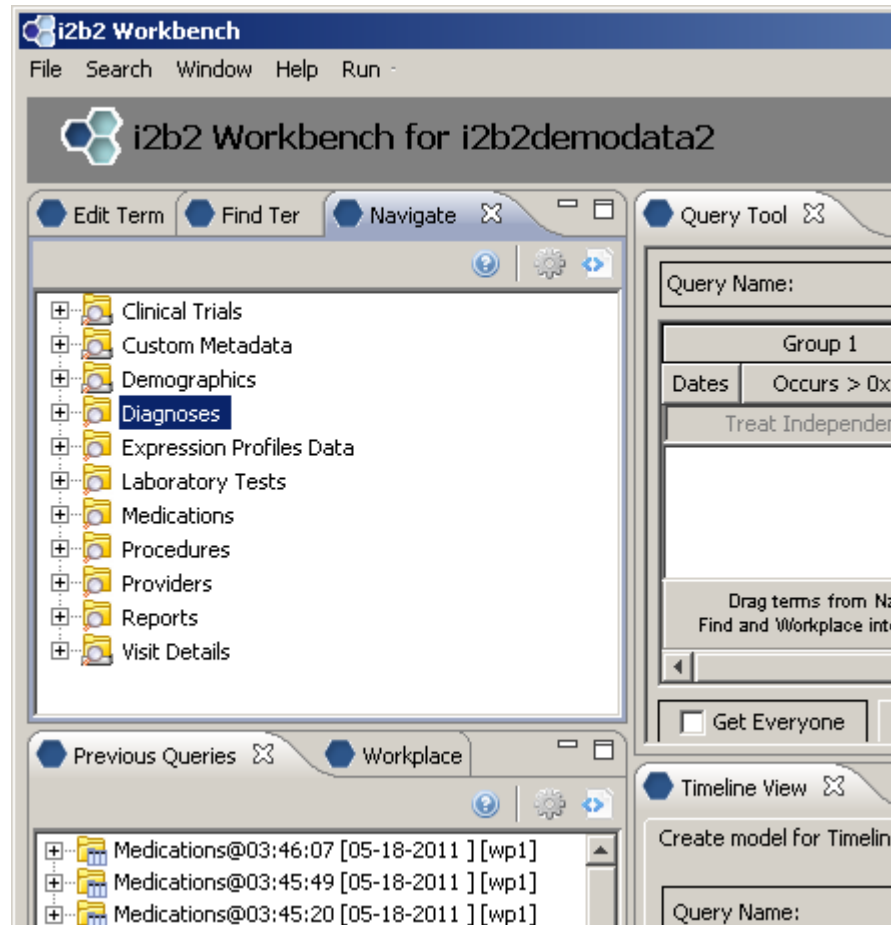 i2b2 Workbench
File Search Window Help Run
i2b2 Workbench for i2b2demodata2
Edit Term Find Ter Navigate
Clinical Trials
Custom Metadata
Demographics
Diagnoses
Expression Profiles Data
Laboratory Tests
Medications
Procedures
Providers
Reports
Visit Details
Previous Queries Workplace
Medications@03:46:07 [05-18-2011 ] [wp1]
Medications@03:45:49 [05-18-2011 ] [wp1]
Medications@03:45:20 [05-18-2011 ] [wp1]
Query Tool
Query Name:
Group 1
Dates Occurs > 0x
Treat Independen
Drag terms from Na
Find and Workplace int
Get Everyone
Timeline View
Create model for Timelin
Query Name: